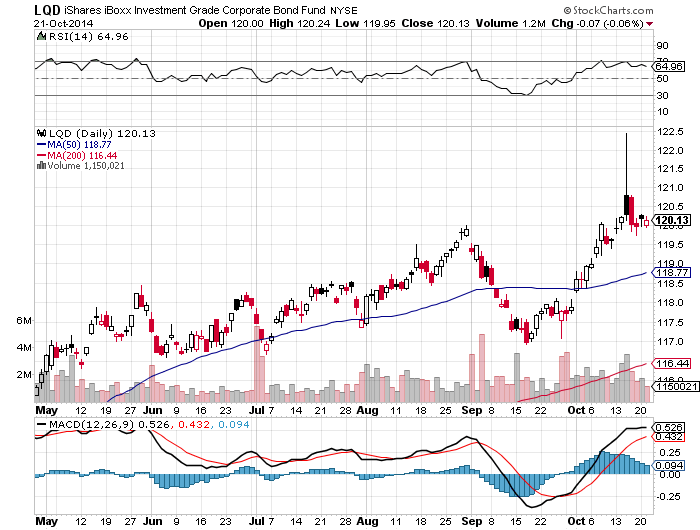 LQD iShares iBoxx Investment Grade Corporate Bond Fund NYSE © StockCharts.com
21-Oct-2014 Open 120.00 High 120.24 Low 119.95 Close 120.13 Volume 1.2M Chg -0.07 (-0.06%)
RSI(14) 64.96
90
70
64.96
50
30
10
LQD (Daily) 120.13
MA(50) 118.77
MA(200) 116.44
Volume 1,150,021
122.5
122.0
121.5
121.0
120.5
120.13
120.0
119.5
119.0
118.77
118.5
118.0
117.5
117.0
116.44
116.0
1150021
6M
4M
2M
May 12 19 27 Jun 9 16 23 Jul 7 14 21 28 Aug 11 18 25 Sep 8 15 22 Oct 6 13 20
MACD(12,26,9) 0.526, 0.432, 0.094
0.526
0.432
0.25
0.094
0.00
-0.25
May 12 19 27 Jun 9 16 23 Jul 7 14 21 28 Aug 11 18 25 Sep 8 15 22 Oct 6 13 20